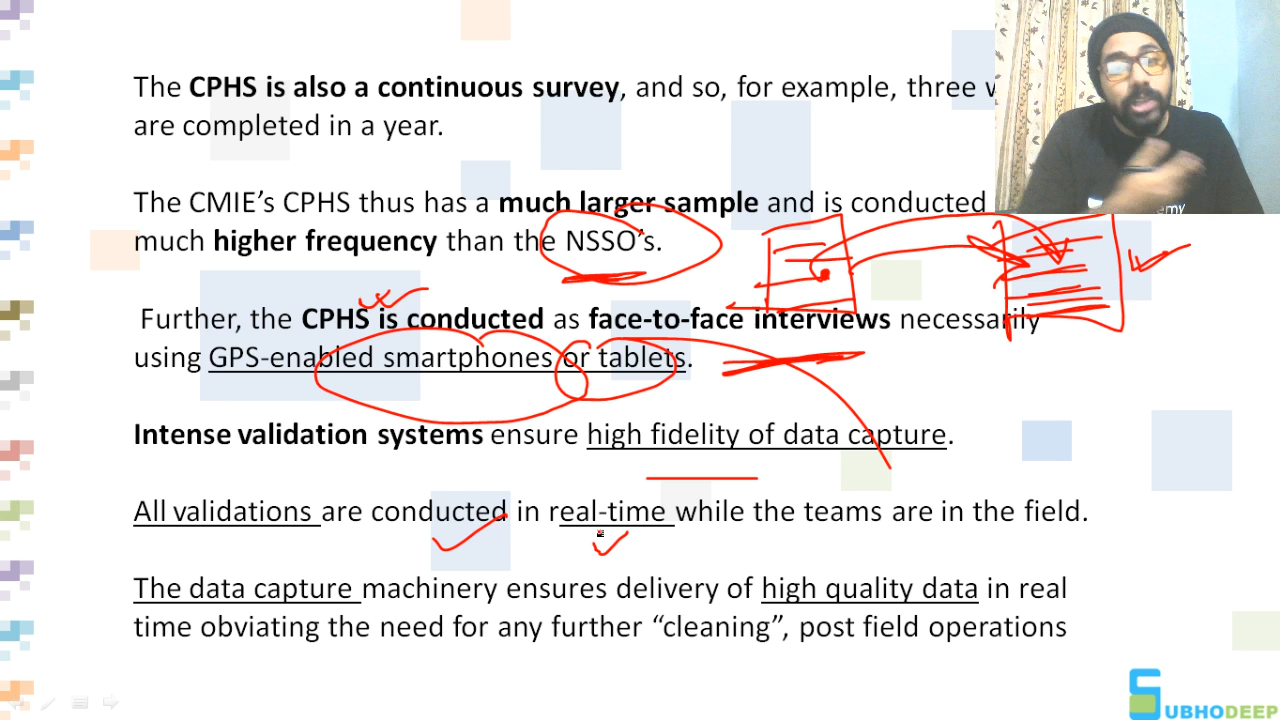 The CPHS is also a continuous survey, and so, for example, three
are completed in a year.
The CMIE’s CPHS thus has a much larger sample and is conducted
much higher frequency than the NSSO’s.
Further, the CPHS is conducted as face-to-face interviews necessarily
using GPS-enabled smartphones or tablets.
Intense validation systems ensure high fidelity of data capture.
All validations are conducted in real-time while the teams are in the field.
The data capture machinery ensures delivery of high quality data in real
time obviating the need for any further “cleaning”, post field operations
SUBHODEEP